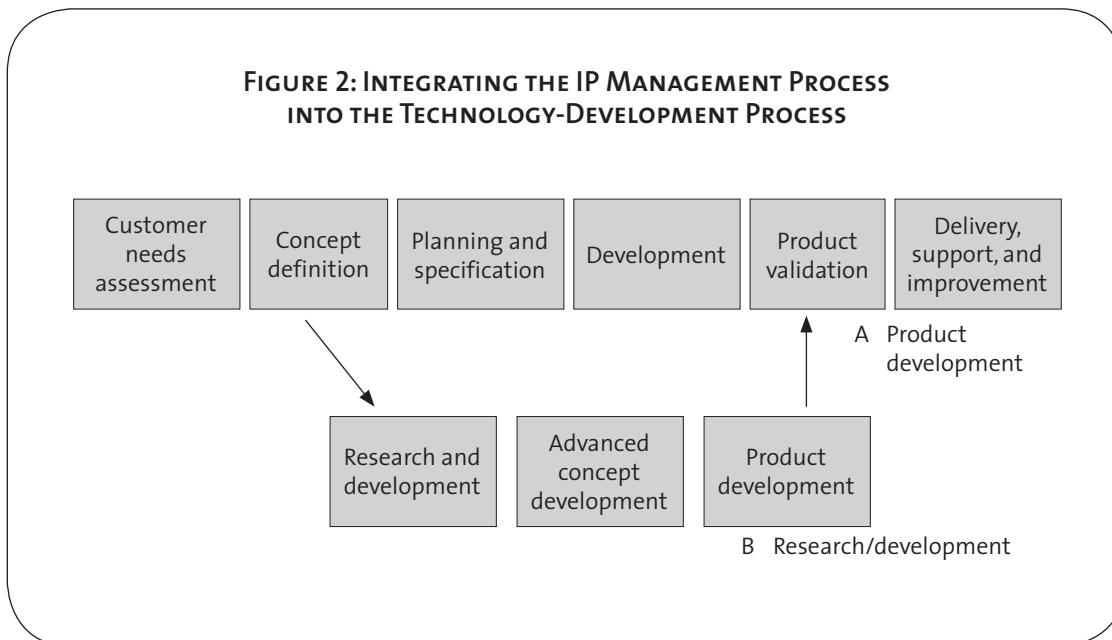 FIGURE 2: INTEGRATING THE IP MANAGEMENT PROCESS
INTO THE TECHNOLOGY-DEVELOPMENT PROCESS
Customer
needs
assessment
Concept
definition
Planning and
specification
Development
Product
validation
Delivery,
support, and
improvement
A Product
development
Research and
development
Advanced
concept
development
Product
development
B Research/development